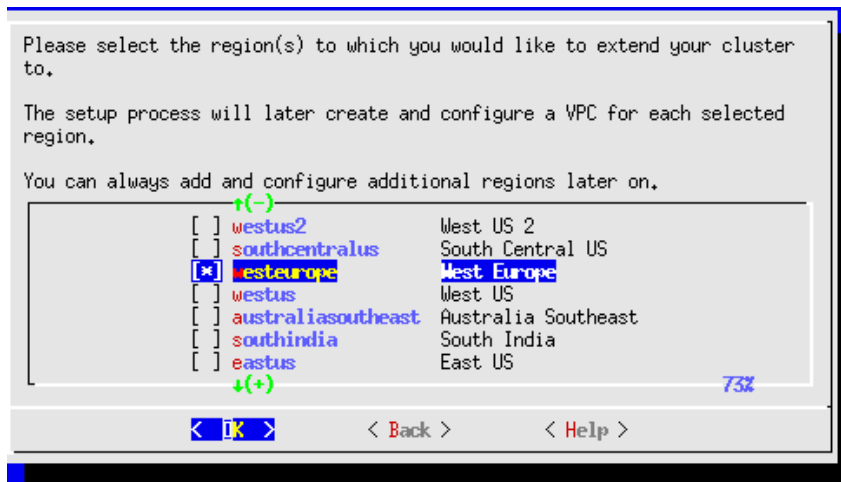 Please select the region(s) to which you would like to extend your cluster
to.
The setup process will later create and configure a VPC for each selected
region.
You can always add and configure additional regions later on.
↑(-)
[ ] westus2 West US 2
[ ] southcentralus South Central US
[*] westeurope West Europe
[ ] westus West US
[ ] australiasoutheast Australia Southeast
[ ] southindia South India
[ ] eastus East US
↓(+) 73%
< OK > < Back > < Help >